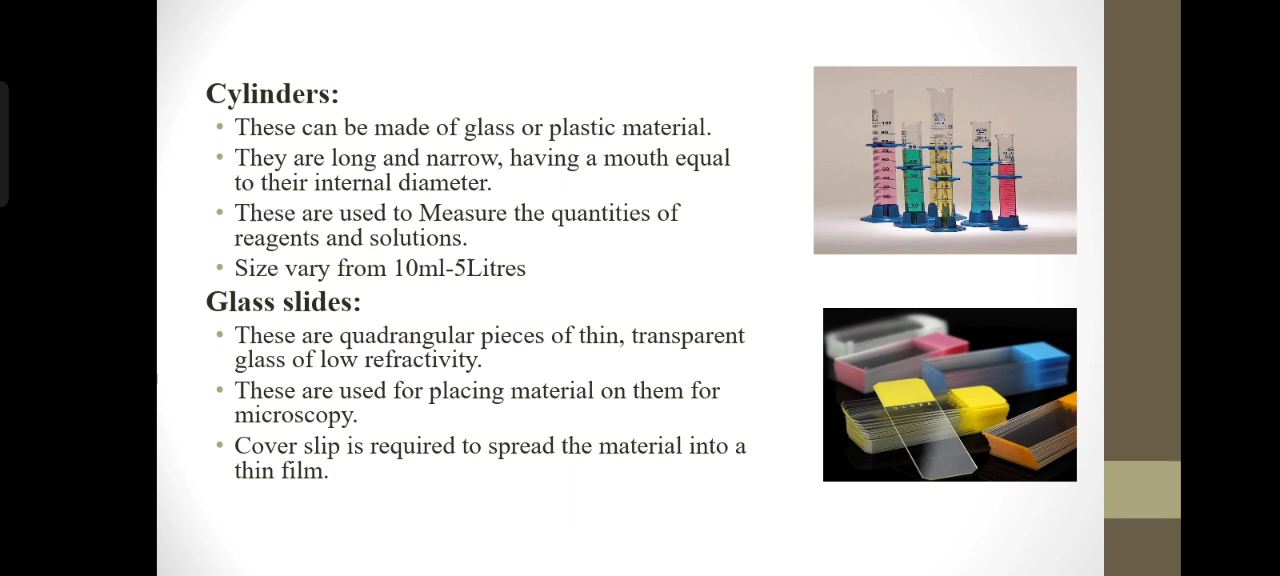 Cylinders:
• These can be made of glass or plastic material.
• They are long and narrow, having a mouth equal
to their internal diameter.
• These are used to Measure the quantities of
reagents and solutions.
• Size vary from 10ml-5Litres
Glass slides:
• These are quadrangular pieces of thin, transparent
glass of low refractivity.
• These are used for placing material on them for
microscopy.
• Cover slip is required to spread the material into a
thin film.